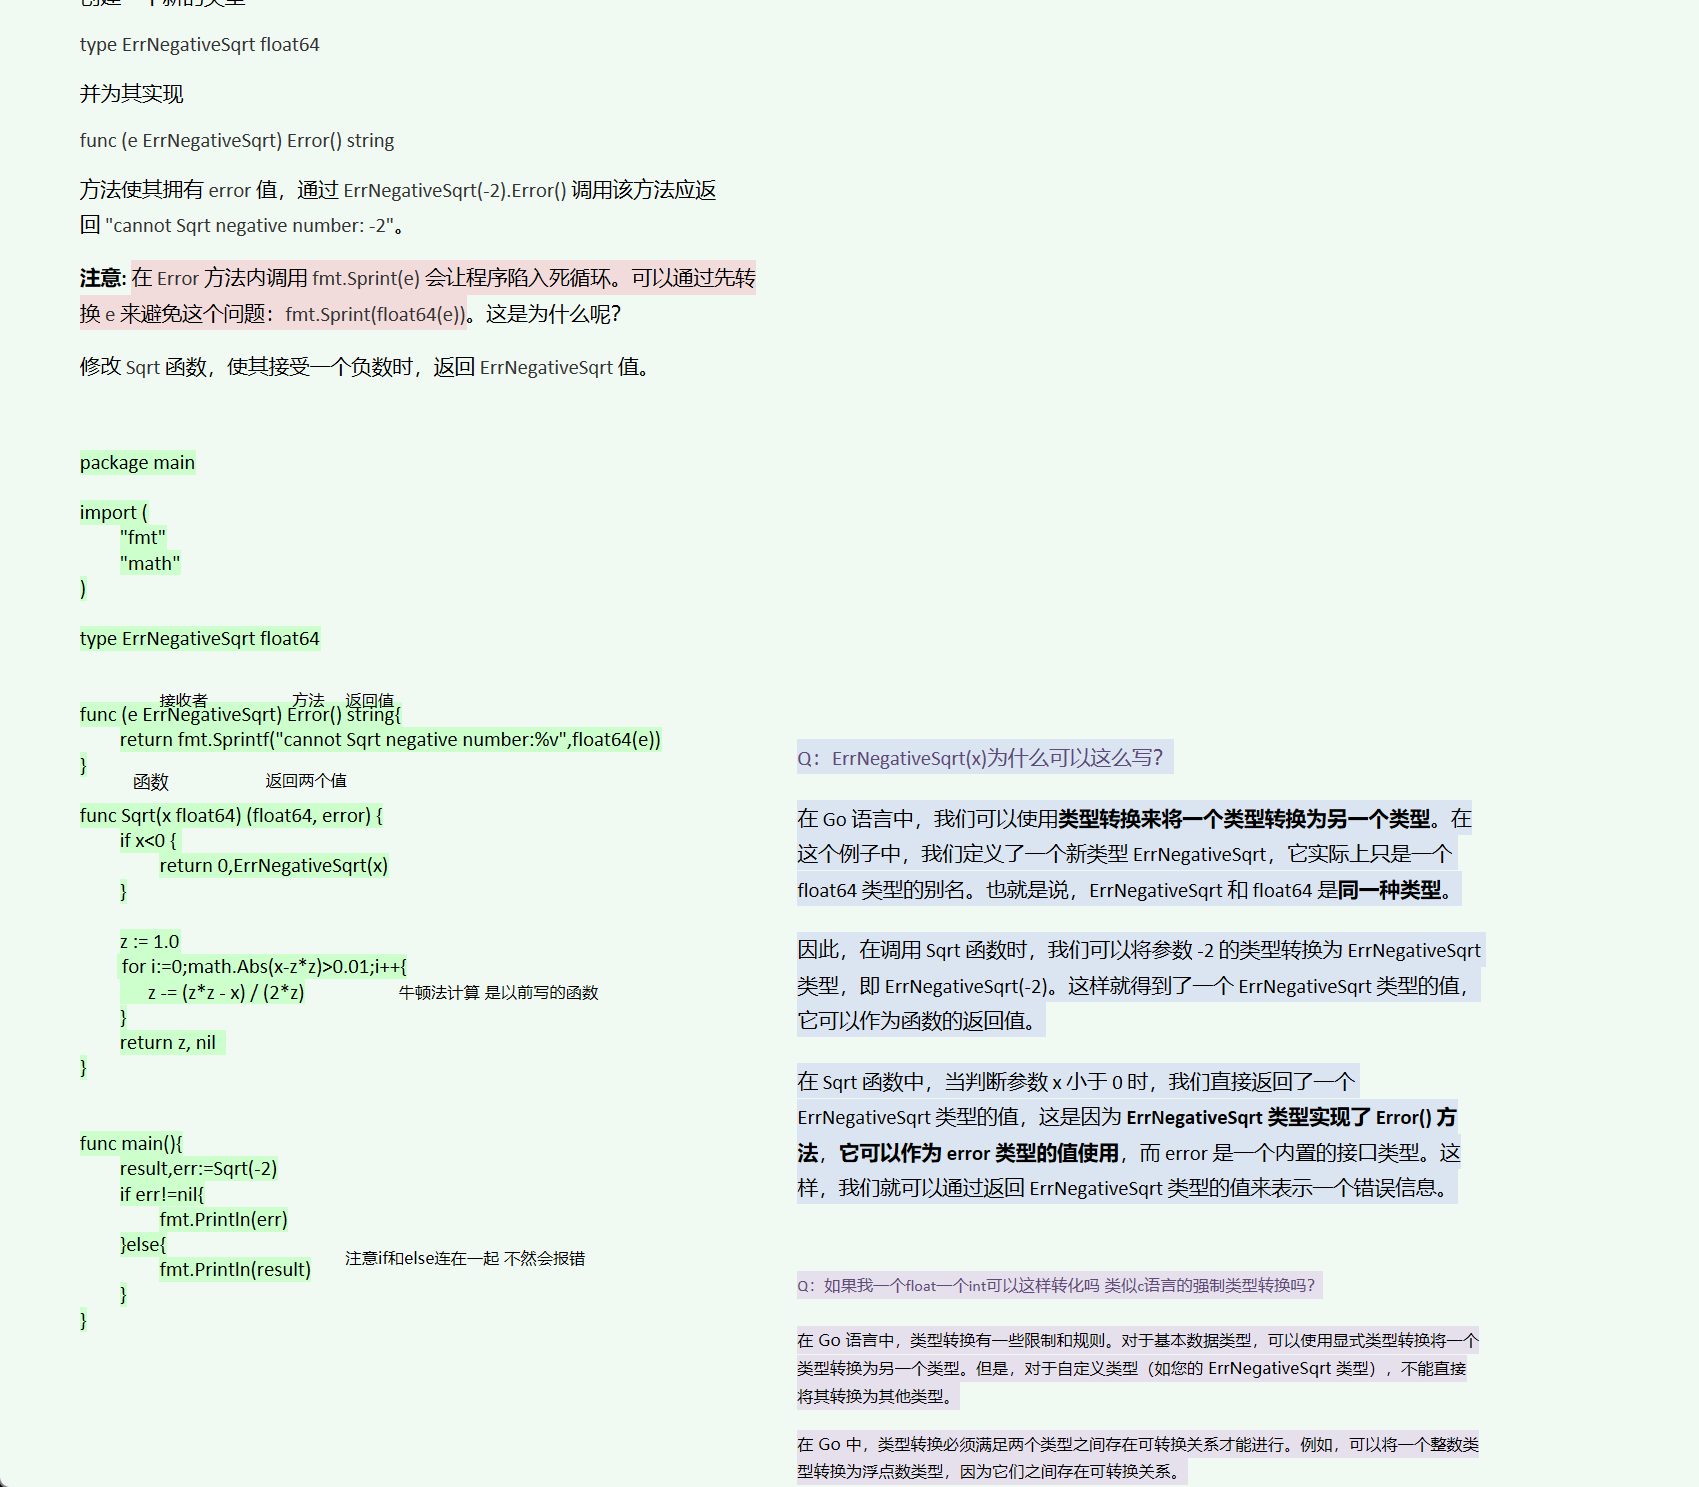 创建一个新的类型
type ErrNegativeSqrt float64
并为其实现
func (e ErrNegativeSqrt) Error() string
方法使其拥有 error 值，通过 ErrNegativeSqrt(-2).Error() 调用该方法应返
回 "cannot Sqrt negative number: -2"。
注意: 在 Error 方法内调用 fmt.Sprint(e) 会让程序陷入死循环。可以通过先转
换 e 来避免这个问题：fmt.Sprint(float64(e))。这是为什么呢？
修改 Sqrt 函数，使其接受一个负数时，返回 ErrNegativeSqrt 值。
package main
import (
"fmt"
"math"
)
type ErrNegativeSqrt float64
接收者 方法 返回值
func (e ErrNegativeSqrt) Error() string{
return fmt.Sprintf("cannot Sqrt negative number:%v",float64(e))
}
函数 返回两个值
func Sqrt(x float64) (float64, error) {
if x<0 {
return 0,ErrNegativeSqrt(x)
}
z := 1.0
for i:=0;math.Abs(x-z*z)>0.01;i++{
z -= (z*z - x) / (2*z) 牛顿法计算 是以前写的函数
}
return z, nil
}
func main(){
result,err:=Sqrt(-2)
if err!=nil{
fmt.Println(err)
}else{
注意if和else连在一起 不然会报错
fmt.Println(result)
}
}
Q：ErrNegativeSqrt(x)为什么可以这么写？
在 Go 语言中，我们可以使用类型转换来将一个类型转换为另一个类型。在
这个例子中，我们定义了一个新类型 ErrNegativeSqrt，它实际上只是一个
float64 类型的别名。也就是说，ErrNegativeSqrt 和 float64 是同一种类型。
因此，在调用 Sqrt 函数时，我们可以将参数 -2 的类型转换为 ErrNegativeSqrt
类型，即 ErrNegativeSqrt(-2)。这样就得到了一个 ErrNegativeSqrt 类型的值，
它可以作为函数的返回值。
在 Sqrt 函数中，当判断参数 x 小于 0 时，我们直接返回了一个
ErrNegativeSqrt 类型的值，这是因为 ErrNegativeSqrt 类型实现了 Error() 方
法，它可以作为 error 类型的值使用，而 error 是一个内置的接口类型。这
样，我们就可以通过返回 ErrNegativeSqrt 类型的值来表示一个错误信息。
Q：如果我一个float一个int可以这样转化吗 类似c语言的强制类型转换吗？
在 Go 语言中，类型转换有一些限制和规则。对于基本数据类型，可以使用显式类型转换将一个
类型转换为另一个类型。但是，对于自定义类型（如您的 ErrNegativeSqrt 类型），不能直接
将其转换为其他类型。
在 Go 中，类型转换必须满足两个类型之间存在可转换关系才能进行。例如，可以将一个整数类
型转换为浮点数类型，因为它们之间存在可转换关系。